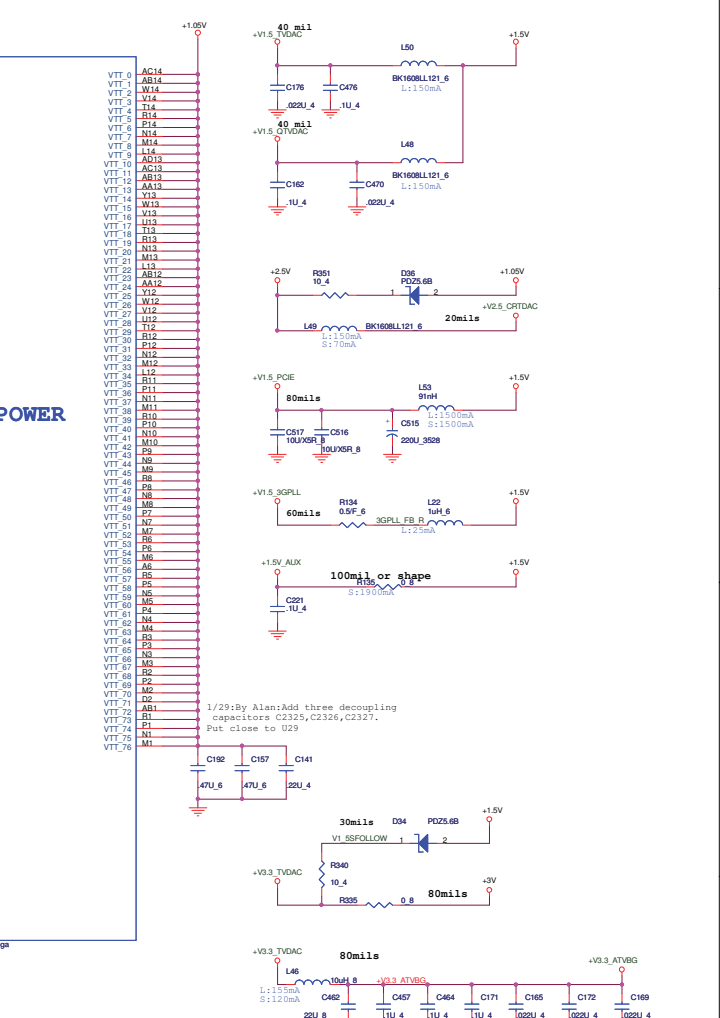 POWER
ga
+1.05V
VTT_0 AC14
VTT_1 AB14
VTT_2 W14
VTT_3 V14
VTT_4 T14
VTT_5 R14
VTT_6 P14
VTT_7 N14
VTT_8 M14
VTT_9 L14
VTT_10 AD13
VTT_11 AC13
VTT_12 AB13
VTT_13 AA13
VTT_14 Y13
VTT_15 W13
VTT_16 V13
VTT_17 U13
VTT_18 T13
VTT_19 R13
VTT_20 N13
VTT_21 M13
VTT_22 L13
VTT_23 AB12
VTT_24 AA12
VTT_25 Y12
VTT_26 W12
VTT_27 V12
VTT_28 U12
VTT_29 T12
VTT_30 R12
VTT_31 P12
VTT_32 N12
VTT_33 M12
VTT_34 L12
VTT_35 R11
VTT_36 P11
VTT_37 N11
VTT_38 M11
VTT_39 R10
VTT_40 P10
VTT_41 N10
VTT_42 M10
VTT_43 P9
VTT_44 N9
VTT_45 M9
VTT_46 R8
VTT_47 P8
VTT_48 N8
VTT_49 M8
VTT_50 P7
VTT_51 N7
VTT_52 M7
VTT_53 R6
VTT_54 P6
VTT_55 M6
VTT_56 A6
VTT_57 R5
VTT_58 P5
VTT_59 N5
VTT_60 M5
VTT_61 P4
VTT_62 N4
VTT_63 M4
VTT_64 R3
VTT_65 P3
VTT_66 N3
VTT_67 M3
VTT_68 R2
VTT_69 P2
VTT_70 M2
VTT_71 D2
VTT_72 AB1
VTT_73 R1
VTT_74 P1
VTT_75 N1
VTT_76 M1
40 mil
+V1.5_TVDAC +1.5V
L50
BK1608LL121_6
L:150mA
C176 C476
.022U_4 .1U_4
40 mil
+V1.5_QTVDAC
L48
BK1608LL121_6
L:150mA
C162 C470
.1U_4 .022U_4
+2.5V R351 D36 +1.05V
10_4 PDZ5.6B
1 2
+V2.5_CRTDAC
20mils
L49 BK1608LL121_6
L:150mA
S:70mA
+V1.5_PCIE +1.5V
80mils
L53
91nH
L:1500mA
S:1500mA
C517 C516 + C515
10U/X5R_8 10U/X5R_8 220U_3528
+V1.5_3GPLL +1.5V
60mils
R134 L22
0.5/F_6 1uH_6
3GPLL_FB_R
L:25mA
+1.5V_AUX +1.5V
100mil or shape
R135 0_8
S:1900mA
C221
.1U_4
1/29:By Alan:Add three decoupling
capacitors C2325,C2326,C2327.
Put close to U29
C192 C157 C141
.47U_6 .47U_6 .22U_4
+1.5V
30mils D34 PDZ5.6B
V1_5SFOLLOW 1 2
R340
10_4
+V3.3_TVDAC +3V
80mils
R335 0_8
+V3.3_TVDAC 80mils +V3.3_ATVBG
L46
10uH_8 +V3.3_ATVBG
L:155mA
S:120mA
C462 C457 C464 C171 C165 C172 C169
22U_8 .1U_4 .1U_4 .1U_4 .022U_4 .022U_4 .022U_4